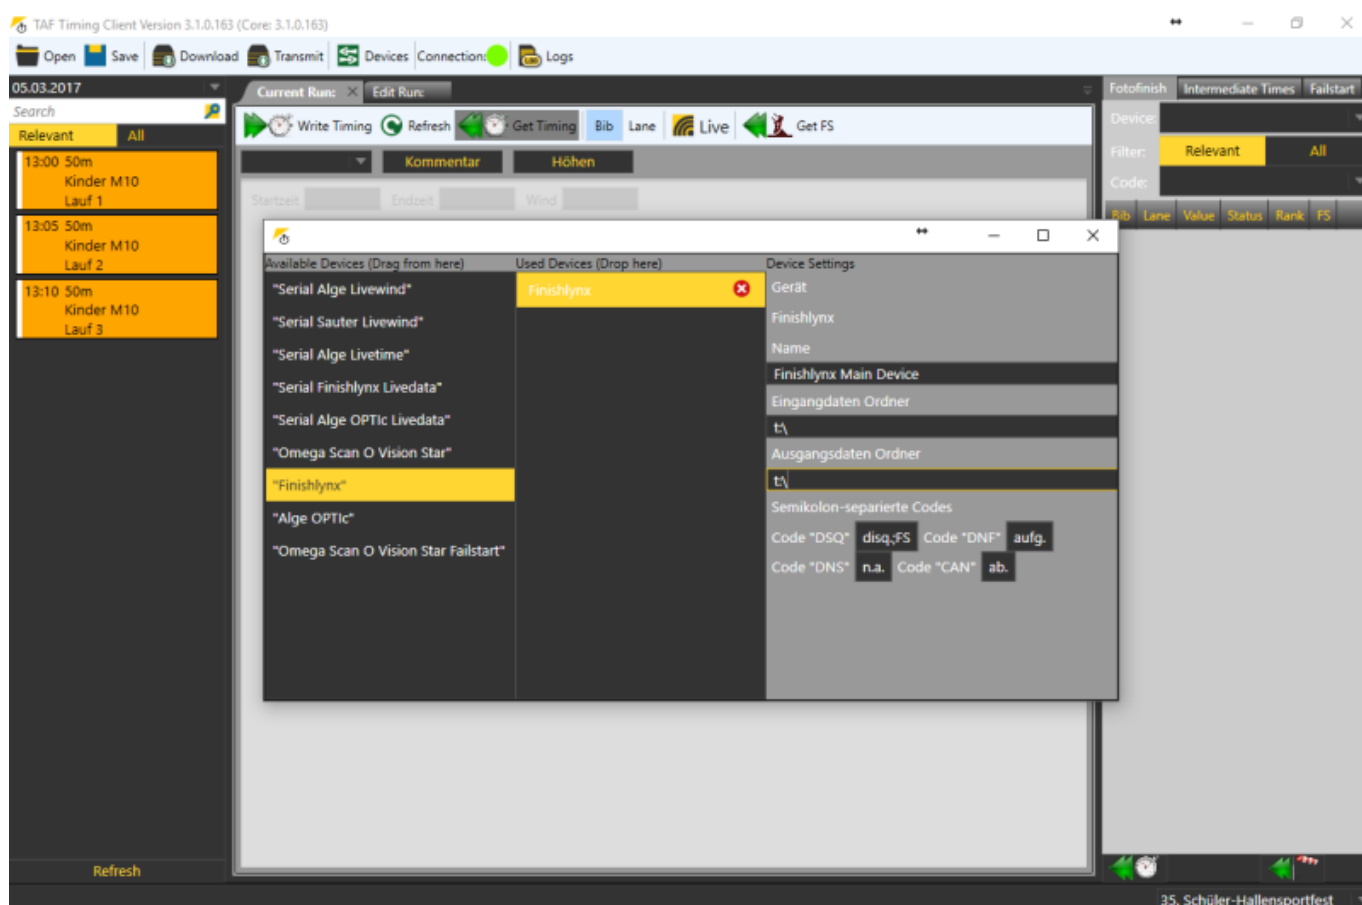 TAF Timing Client Version 3.1.0.163 (Core: 3.1.0.163)
Open Save Download Transmit Devices Connection: Logs
05.03.2017
Search
Relevant All
13:00 50m
Kinder M10
Lauf 1
13:05 50m
Kinder M10
Lauf 2
13:10 50m
Kinder M10
Lauf 3
Refresh
Current Run: Edit Run:
Write Timing Refresh Get Timing Bib Lane Live Get FS
Kommentar Höhen
Startzeit Endzeit Wind
Available Devices (Drag from here)
"Serial Alge Livewind"
"Serial Sauter Livewind"
"Serial Alge Livetime"
"Serial Finishlynx Livedata"
"Serial Alge OPTIc Livedata"
"Omega Scan O Vision Star"
"Finishlynx"
"Alge OPTIc"
"Omega Scan O Vision Star Failstart"
Used Devices (Drop here)
Finishlynx
Device Settings
Gerät
Finishlynx
Name
Finishlynx Main Device
Eingangdaten Ordner
t:\
Ausgangsdaten Ordner
t:\
Semikolon-separierte Codes
Code "DSQ" disq.;FS Code "DNF" aufg.
Code "DNS" n.a. Code "CAN" ab.
Fotofinish Intermediate Times Failstart
Device:
Filter: Relevant All
Code:
Bib Lane Value Status Rank FS
35. Schüler-Hallensportfest